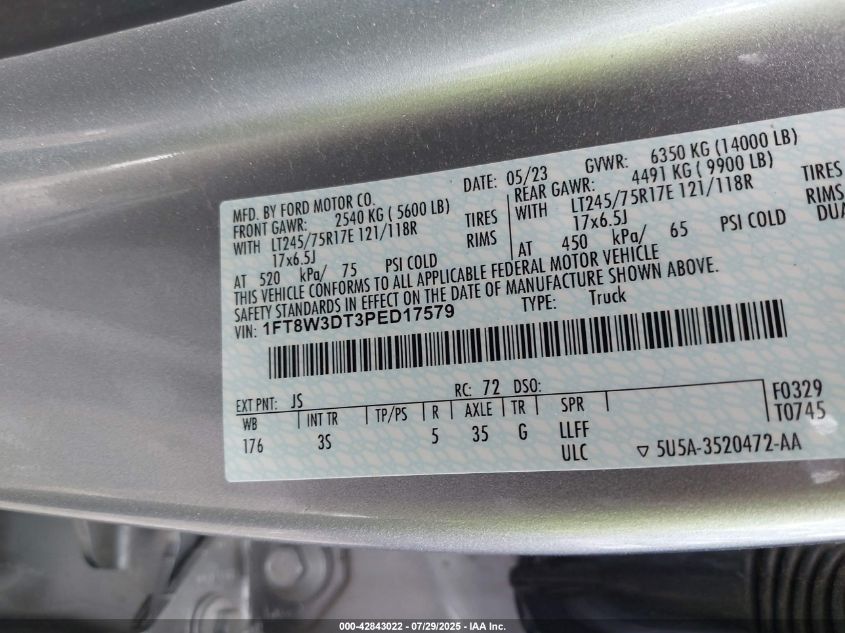 MFD. BY FORD MOTOR CO.
DATE: 05/23
GVWR: 6350 KG (14000 LB)
FRONT GAWR: 2540 KG ( 5600 LB)
REAR GAWR: 4491 KG ( 9900 LB)
WITH LT245/75R17E 121/118R TIRES
WITH LT245/75R17E 121/118R TIRES
17x6.5J RIMS
17x6.5J RIMS
AT 520 kPa/ 75 PSI COLD
AT 450 kPa/ 65 PSI COLD DUA
THIS VEHICLE CONFORMS TO ALL APPLICABLE FEDERAL MOTOR VEHICLE
SAFETY STANDARDS IN EFFECT ON THE DATE OF MANUFACTURE SHOWN ABOVE.
VIN: 1FT8W3DT3PED17579
TYPE: Truck
EXT PNT: JS RC: 72 DSO:
F0329
WB INT TR TP/PS R AXLE TR SPR
T0745
176 3S 5 35 G LLFF
ULC ▽ 5U5A-3520472-AA
000-42843022 / 07/29/2025 - IAA Inc.